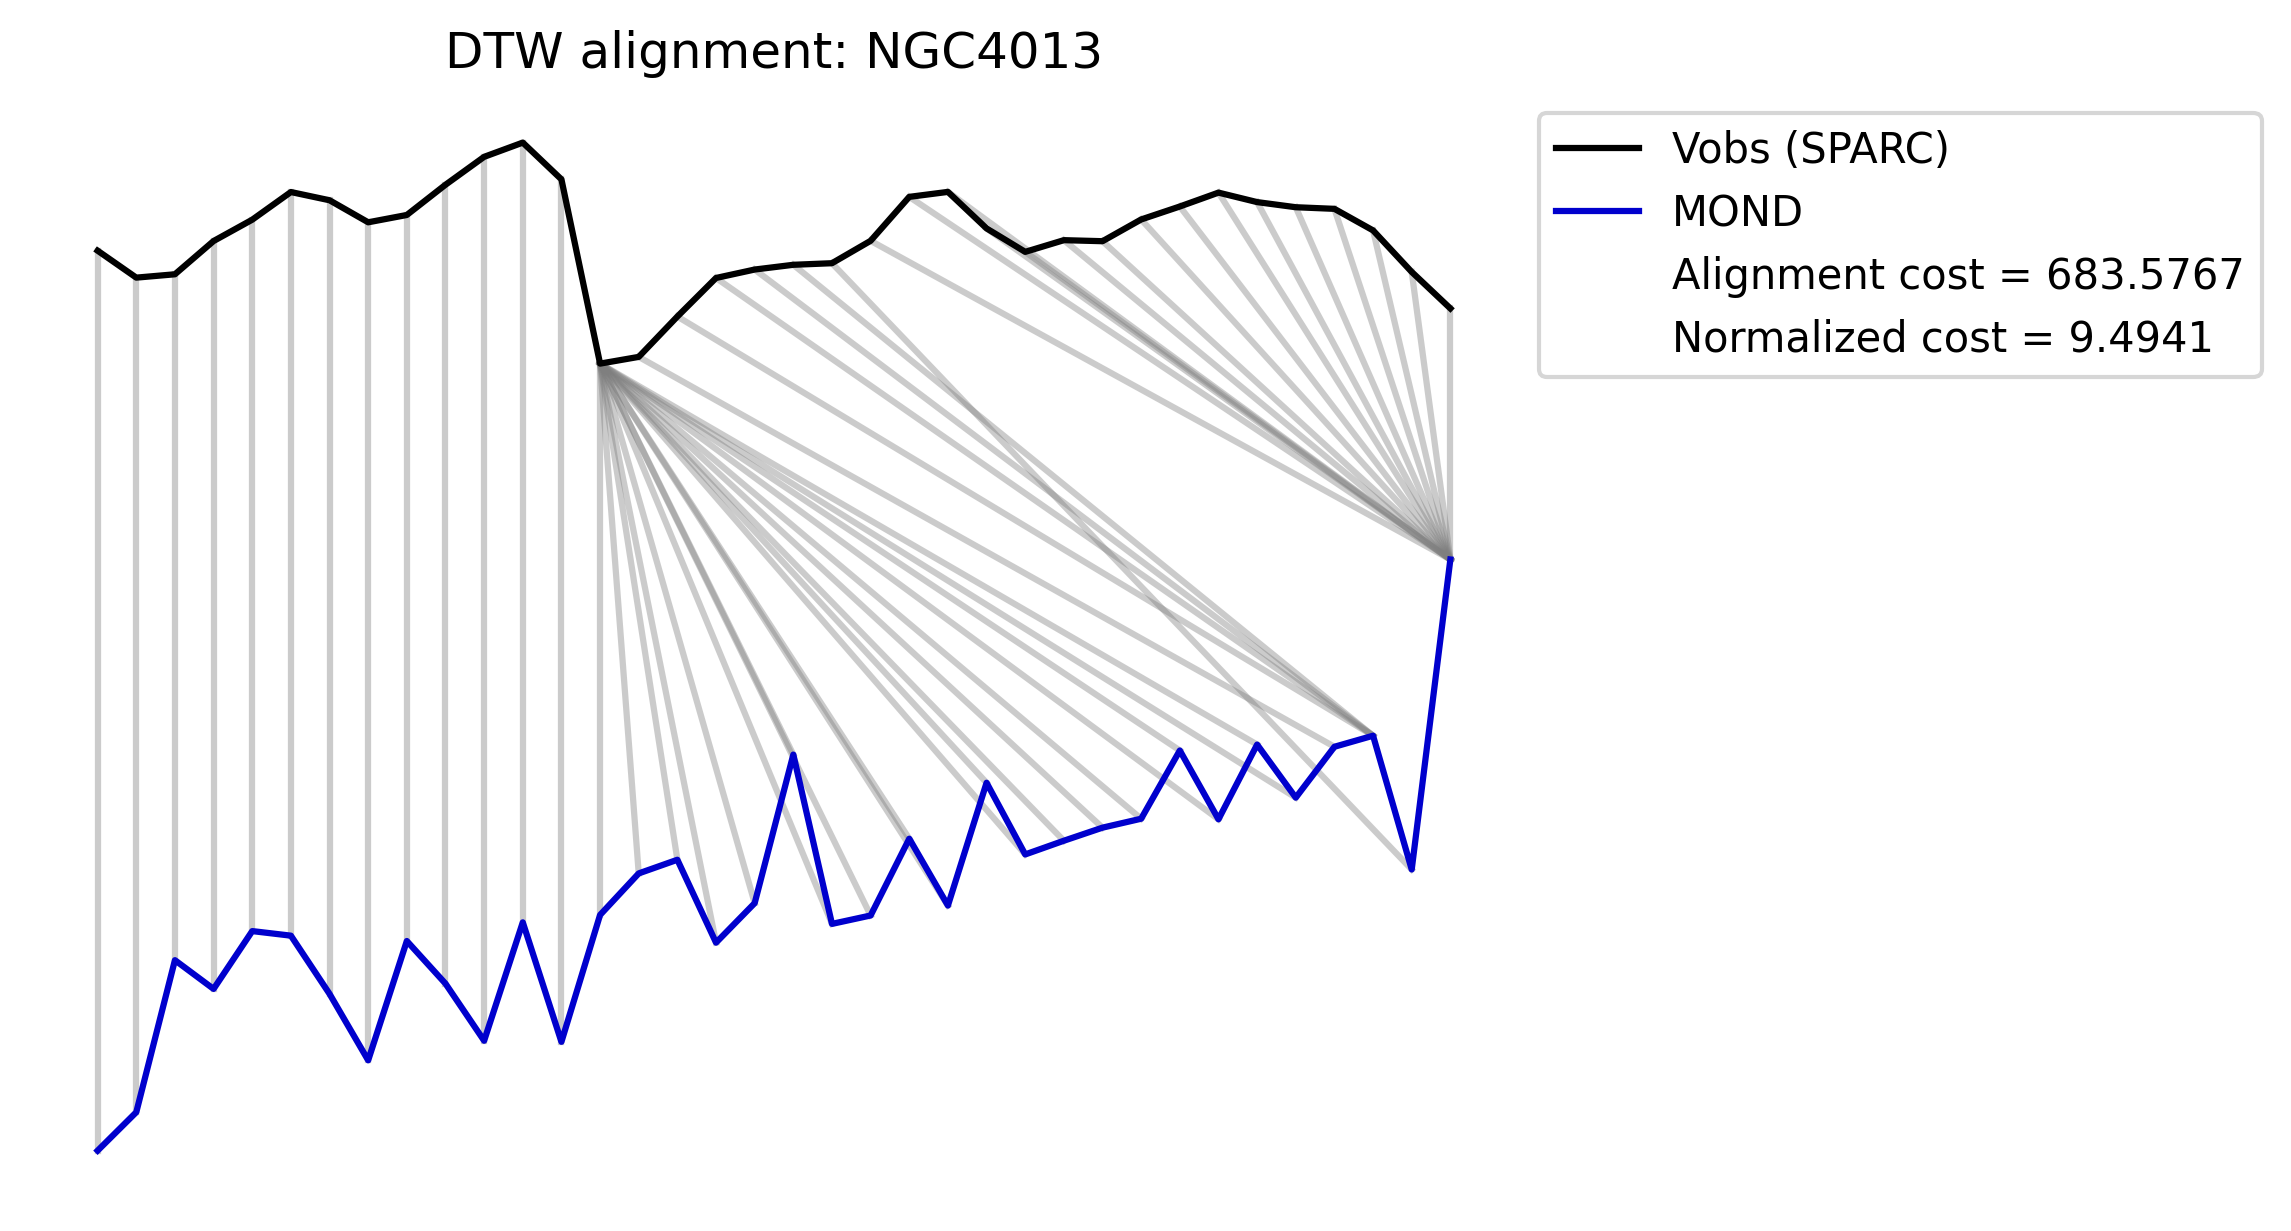 DTW alignment: NGC4013
Vobs (SPARC)
MOND
Alignment cost = 683.5767
Normalized cost = 9.4941